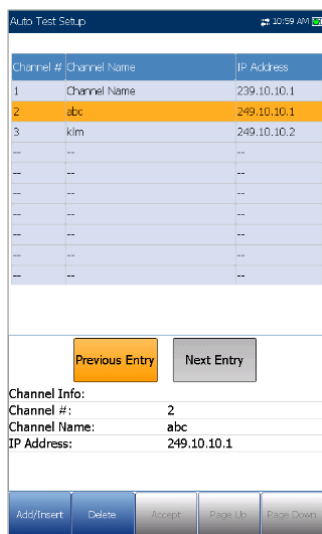 Auto Test Setup 10:59 AM
Channel # Channel Name IP Address
1 Channel Name 239.10.10.1
2 abc 249.10.10.1
3 klm 249.10.10.2
-- -- --
-- -- --
-- -- --
-- -- --
-- -- --
-- -- --
-- -- --
Previous Entry Next Entry
Channel Info:
Channel #: 2
Channel Name: abc
IP Address: 249.10.10.1
Add/Insert Delete Accept Page Up Page Down